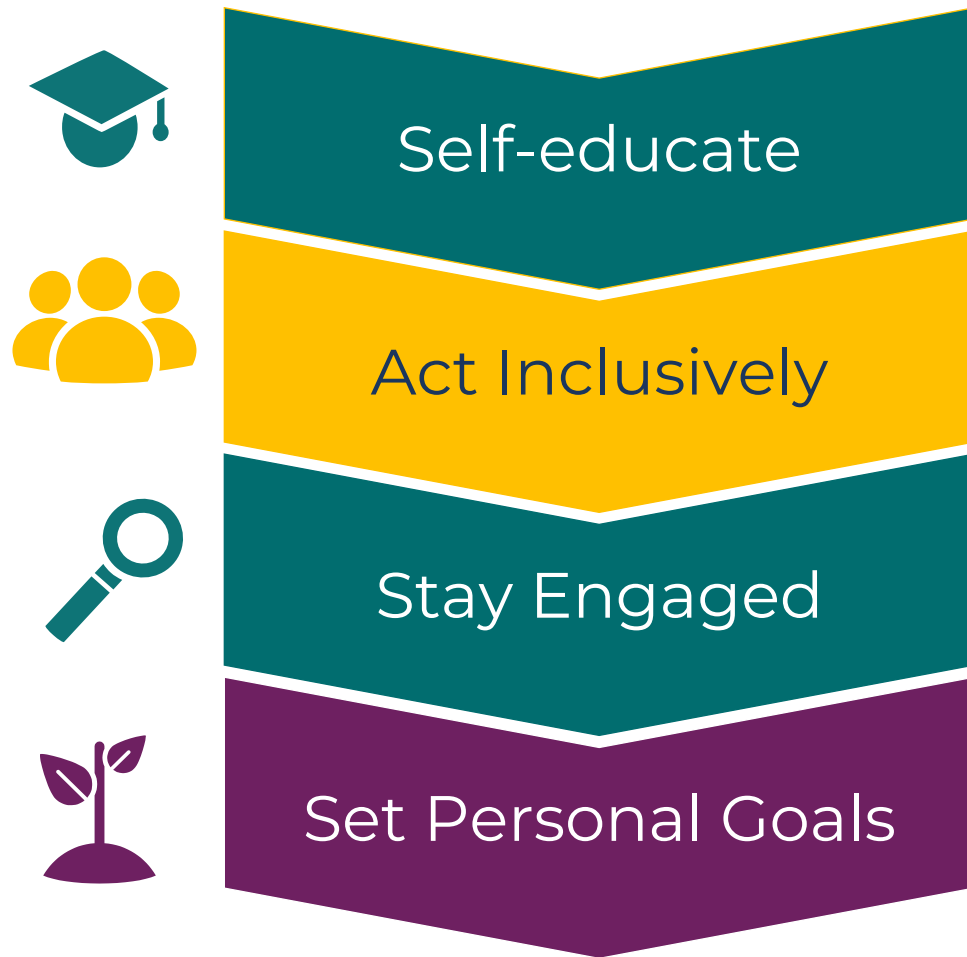 Self-educate
Act Inclusively
Stay Engaged
Set Personal Goals